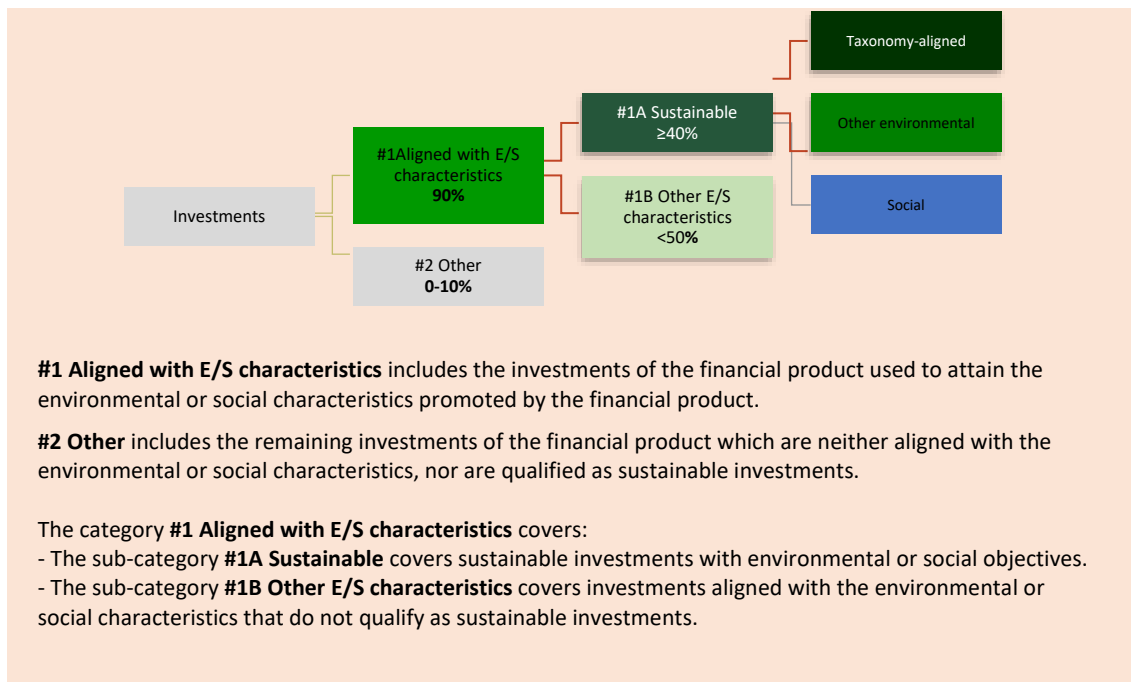 Taxonomy-aligned
#1A Sustainable
≥40%
Other environmental
#1Aligned with E/S
characteristics
90%
#1B Other E/S
characteristics
<50%
Investments
Social
#2 Other
0-10%
#1 Aligned with E/S characteristics includes the investments of the financial product used to attain the
environmental or social characteristics promoted by the financial product.
#2 Other includes the remaining investments of the financial product which are neither aligned with the
environmental or social characteristics, nor are qualified as sustainable investments.
The category #1 Aligned with E/S characteristics covers:
- The sub-category #1A Sustainable covers sustainable investments with environmental or social objectives.
- The sub-category #1B Other E/S characteristics covers investments aligned with the environmental or
social characteristics that do not qualify as sustainable investments.